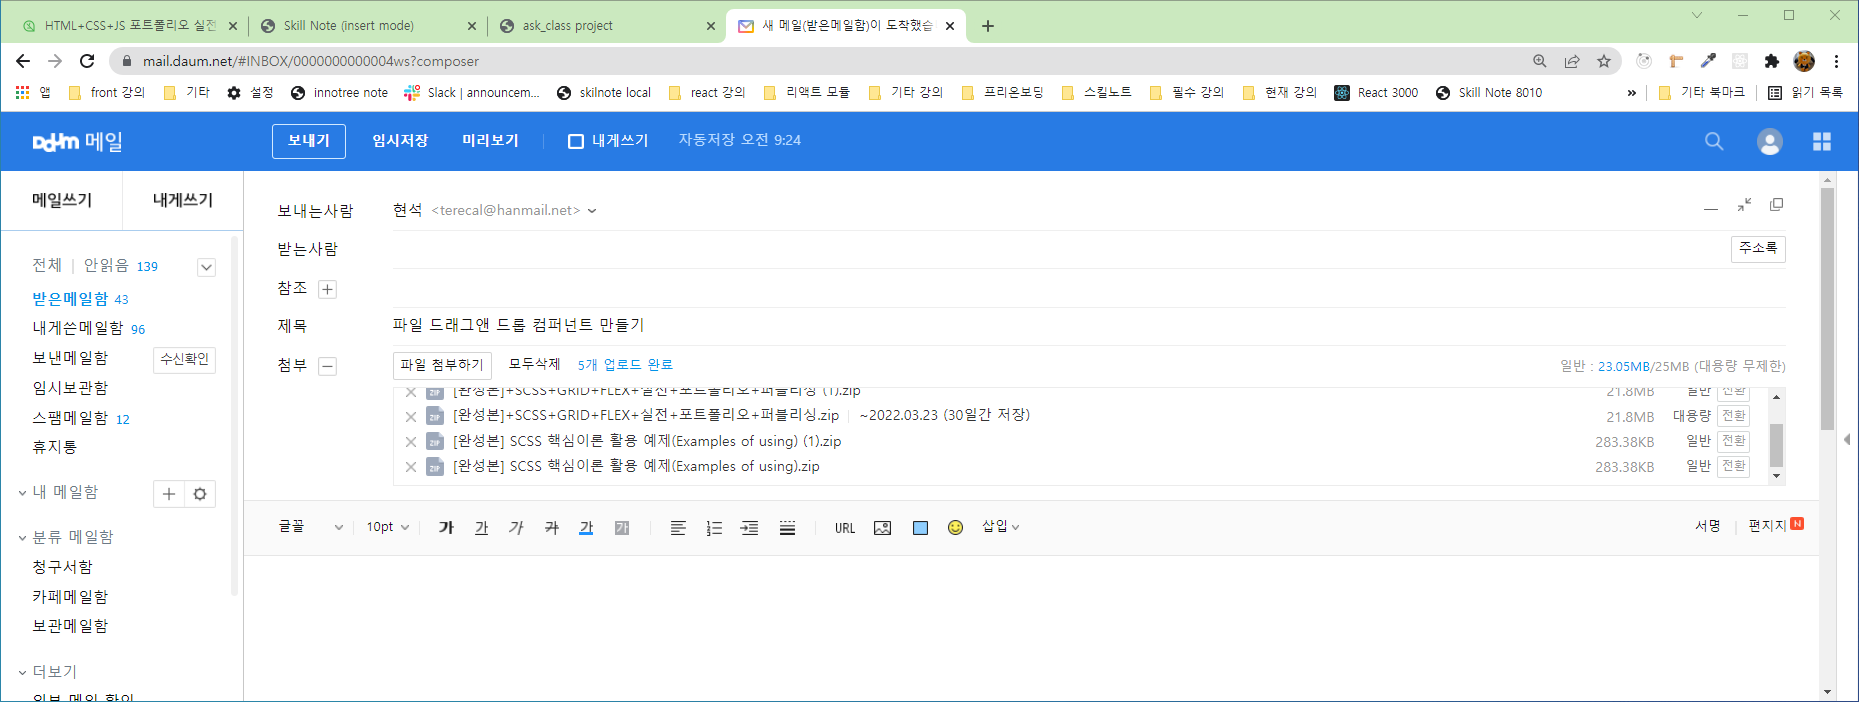 HTML+CSS+JS 포트폴리오 실전
Skill Note (insert mode)
ask_class project
새 메일(받은메일함)이 도착했습
mail.daum.net/#INBOX/0000000000004ws?composer
앱 front 강의 기타 설정 innotree note Slack | announcem... skilnote local react 강의 리액트 모듈 기타 강의 프리온보딩 스킬노트 필수 강의 현재 강의 React 3000 Skill Note 8010 » 기타 북마크 읽기 목록
Daum 메일 보내기 임시저장 미리보기 내게쓰기 자동저장 오전 9:24
메일쓰기 내게쓰기
전체 | 안읽음 139
받은메일함 43
내게쓴메일함 96
보낸메일함 수신확인
임시보관함
스팸메일함 12
휴지통
내 메일함
분류 메일함
청구서함
카페메일함
보관메일함
더보기
외부 메일 확인
보내는사람 현석 <terecal@hanmail.net>
받는사람 주소록
참조
제목 파일 드래그앤 드롭 컴퍼넌트 만들기
첨부 파일 첨부하기 모두삭제 5개 업로드 완료 일반 : 23.05MB/25MB (대용량 무제한)
ZIP [완성본]+SCSS+GRID+FLEX+실전+포트폴리오+퍼블리싱 (1).zip 21.8MB 일반 전환
ZIP [완성본]+SCSS+GRID+FLEX+실전+포트폴리오+퍼블리싱.zip | ~2022.03.23 (30일간 저장) 21.8MB 대용량 전환
ZIP [완성본] SCSS 핵심이론 활용 예제(Examples of using) (1).zip 283.38KB 일반 전환
ZIP [완성본] SCSS 핵심이론 활용 예제(Examples of using).zip 283.38KB 일반 전환
글꼴 10pt 가 가 가 가 가 가 URL 삽입 서명 편지지 N